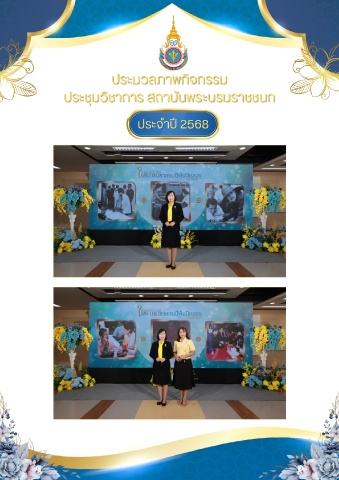 ประมวลภาพกิจกรรม
ประชุมวิชาการ สถาบันพระบรมราชชนก
ประจำปี 2568